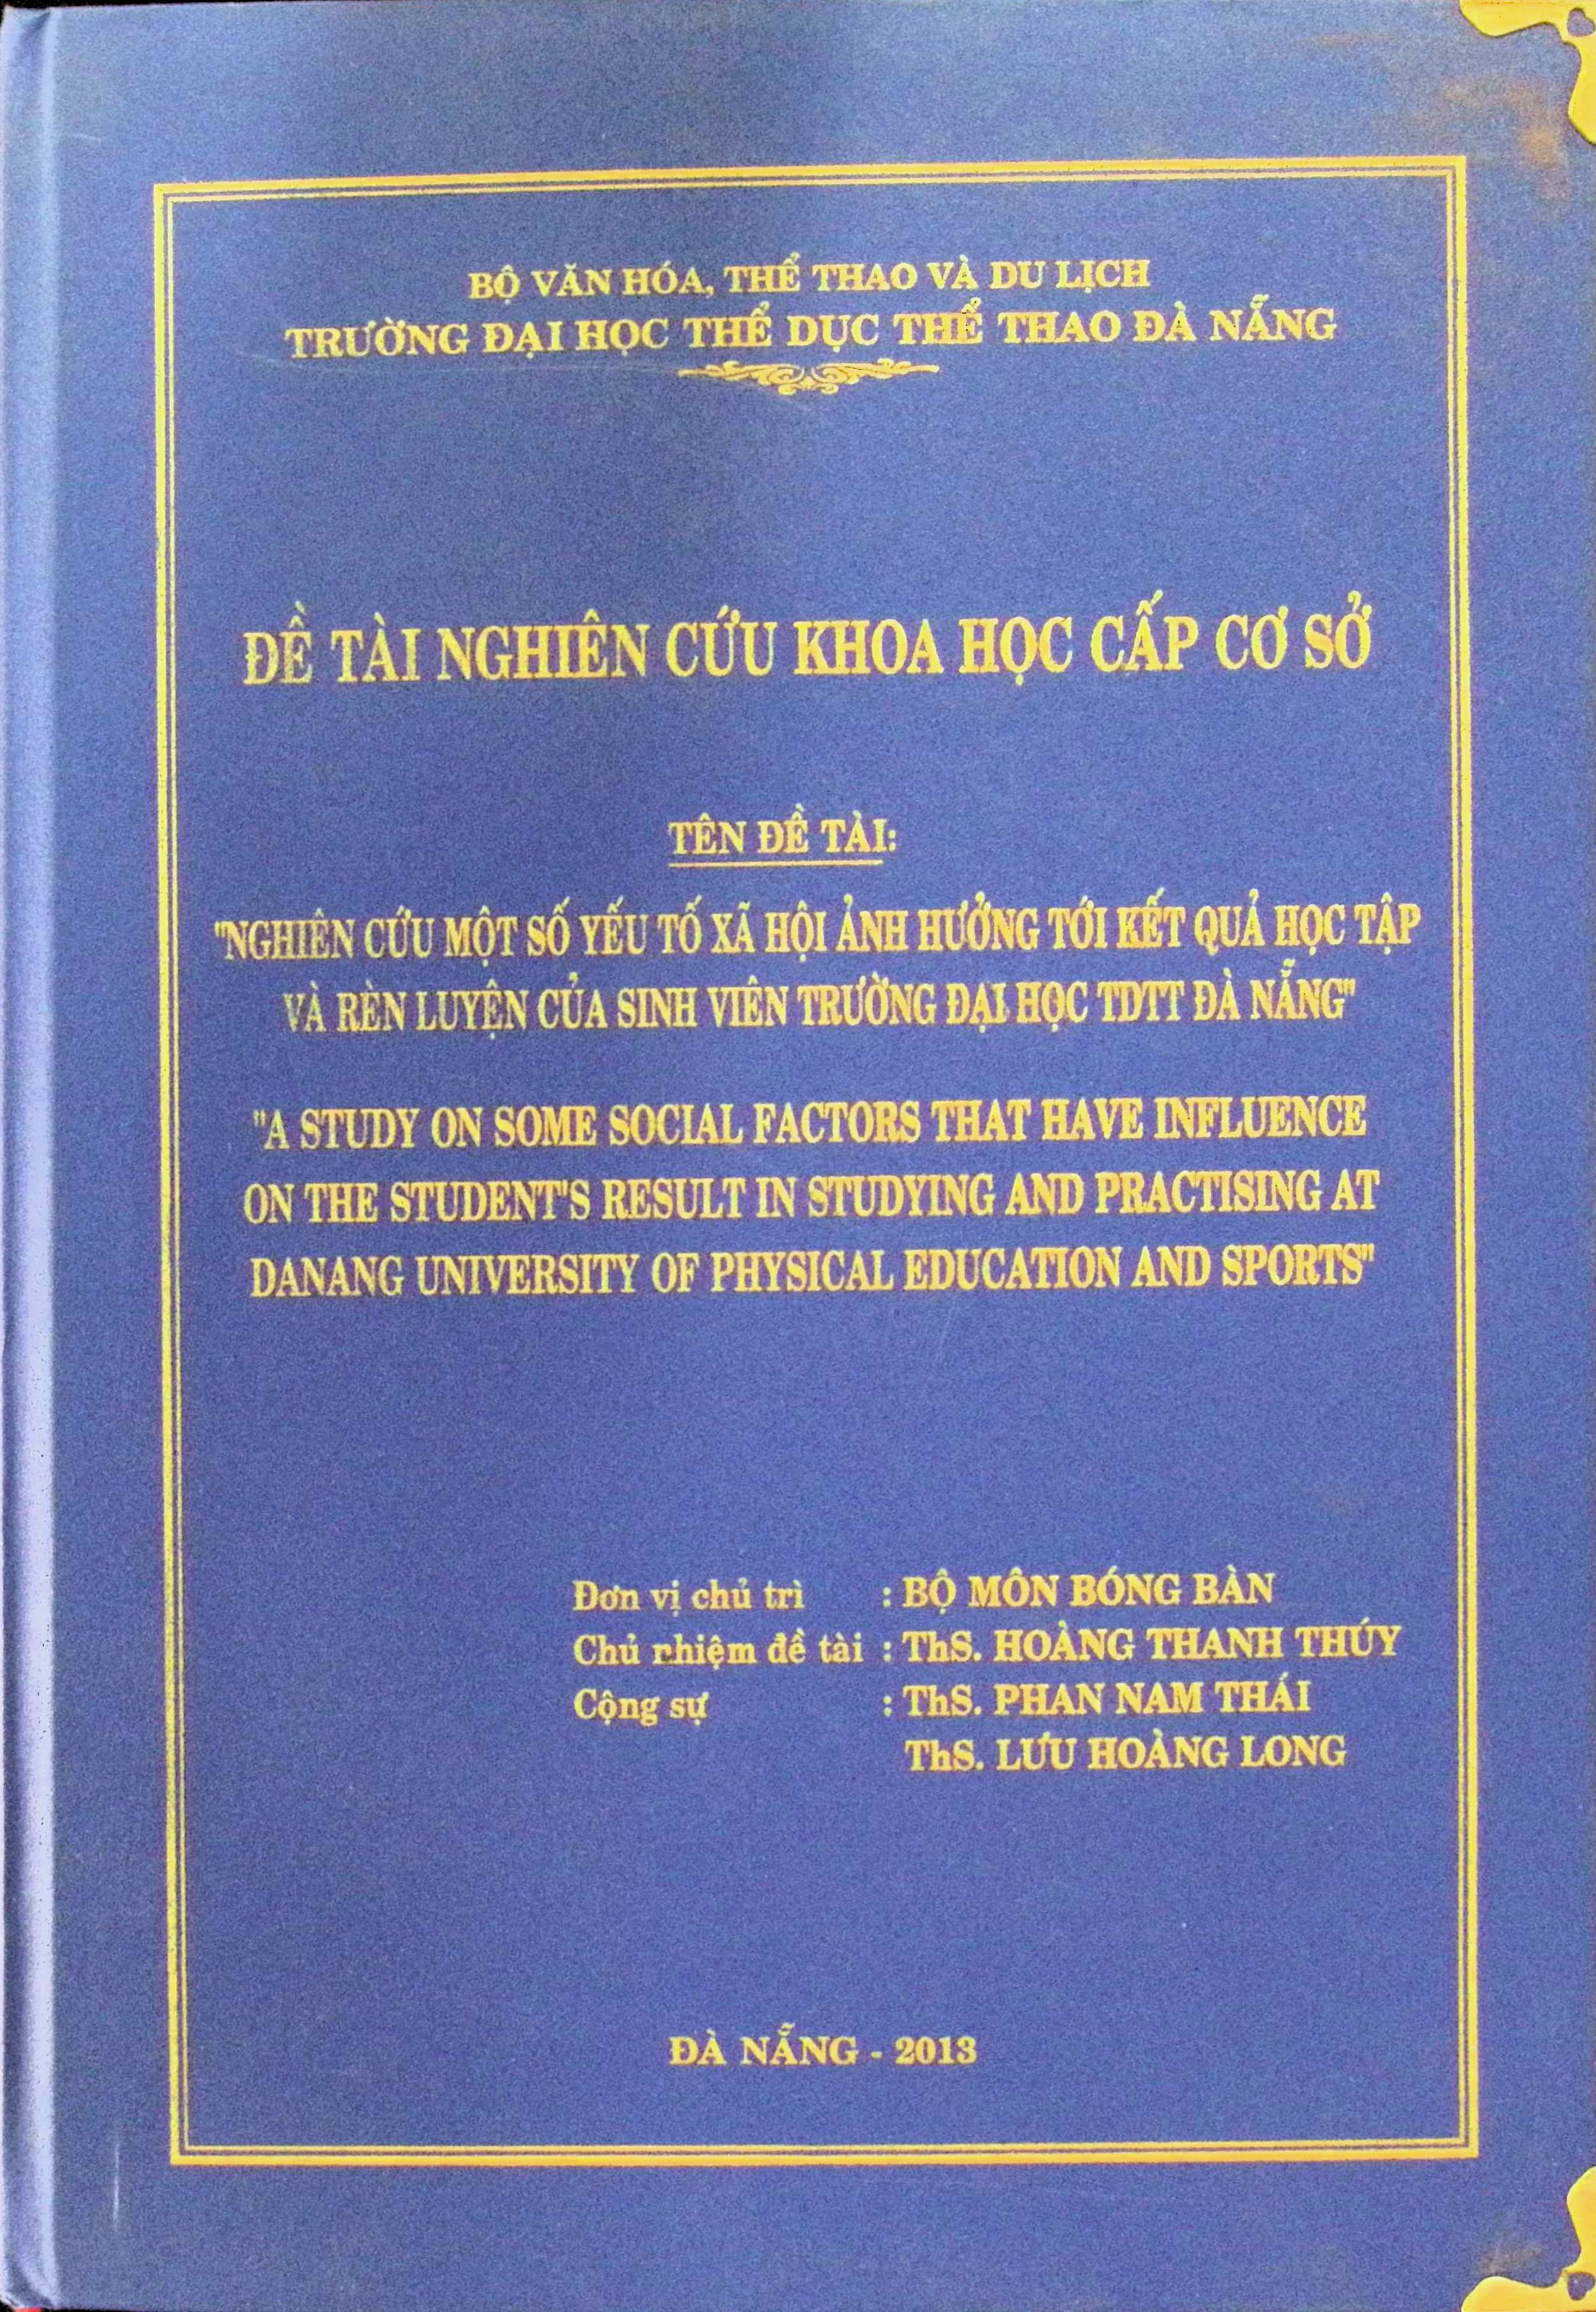 BỘ VĂN HÓA, THỂ THAO VÀ DU LỊCH
TRƯỜNG ĐẠI HỌC THỂ DỤC THỂ THAO ĐÀ NẴNG
ĐỀ TÀI NGHIÊN CỨU KHOA HỌC CẤP CƠ SỞ
TÊN ĐỀ TÀI:
"NGHIÊN CỨU MỘT SỐ YẾU TỐ XÃ HỘI ẢNH HƯỞNG TỚI KẾT QUẢ HỌC TẬP
VÀ RÈN LUYỆN CỦA SINH VIÊN TRƯỜNG ĐẠI HỌC TDTT ĐÀ NẴNG"
"A STUDY ON SOME SOCIAL FACTORS THAT HAVE INFLUENCE
ON THE STUDENT'S RESULT IN STUDYING AND PRACTISING AT
DANANG UNIVERSITY OF PHYSICAL EDUCATION AND SPORTS"
Đơn vị chủ trì : BỘ MÔN BÓNG BÀN
Chủ nhiệm đề tài : ThS. HOÀNG THANH THÚY
Cộng sự : ThS. PHAN NAM THÁI
ThS. LƯU HOÀNG LONG
ĐÀ NẴNG - 2013